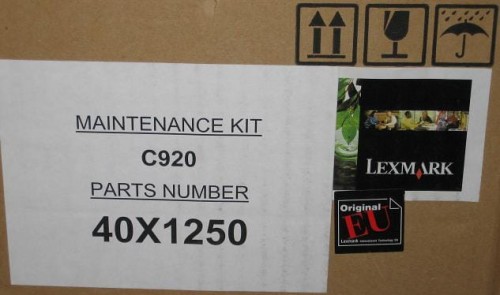 MAINTENANCE KIT
C920
PARTS NUMBER
40X1250
LEXMARK
Original
EU